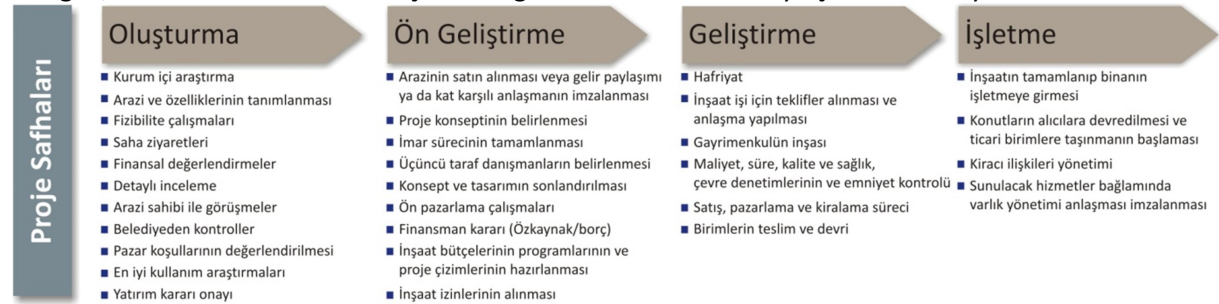 Proje Safhaları
Oluşturma
Kurum içi araştırma
Arazi ve özelliklerinin tanımlanması
Fizibilite çalışmaları
Saha ziyaretleri
Finansal değerlendirmeler
Detaylı inceleme
Arazi sahibi ile görüşmeler
Belediyeden kontroller
Pazar koşullarının değerlendirilmesi
En iyi kullanım araştırmaları
Yatırım kararı onayı
Ön Geliştirme
Arazinin satın alınması veya gelir paylaşımı
ya da kat karşılı anlaşmanın imzalanması
Proje konseptinin belirlenmesi
İmar sürecinin tamamlanması
Üçüncü taraf danışmanların belirlenmesi
Konsept ve tasarımın sonlandırılması
Ön pazarlama çalışmaları
Finansman kararı (Özkaynak/borç)
İnşaat bütçelerinin programlarının ve
proje çizimlerinin hazırlanması
İnşaat izinlerinin alınması
Geliştirme
Hafriyat
İnşaat işi için teklifler alınması ve
anlaşma yapılması
Gayrimenkulün inşası
Maliyet, süre, kalite ve sağlık,
çevre denetimlerinin ve emniyet kontrolü
Satış, pazarlama ve kiralama süreci
Birimlerin teslim ve devri
İşletme
İnşaatın tamamlanıp binanın
işletmeye girmesi
Konutların alıcılara devredilmesi ve
ticari birimlere taşınmanın başlaması
Kiracı ilişkileri yönetimi
Sunulacak hizmetler bağlamında
varlık yönetimi anlaşması imzalanması